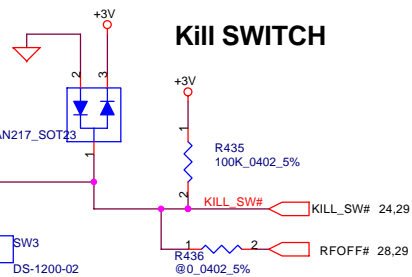 +3V
Kill SWITCH
2
3
+3V
AN217_SOT23
1
1
R435
100K_0402_5%
2
KILL_SW#
KILL_SW# 24,29
SW3
1
2
RFOFF# 28,29
R436
DS-1200-02
@0_0402_5%